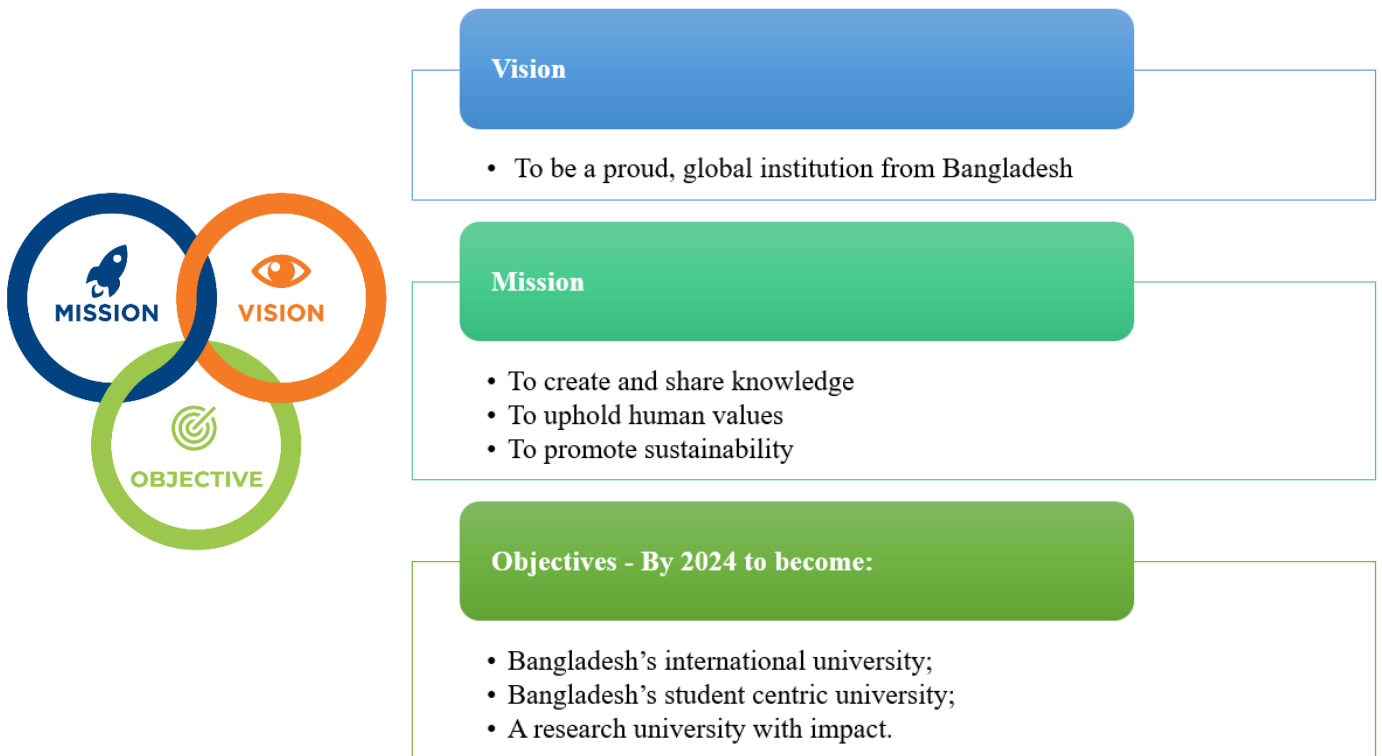 MISSION
VISION
OBJECTIVE
Vision
• To be a proud, global institution from Bangladesh
Mission
• To create and share knowledge
• To uphold human values
• To promote sustainability
Objectives - By 2024 to become:
• Bangladesh’s international university;
• Bangladesh’s student centric university;
• A research university with impact.